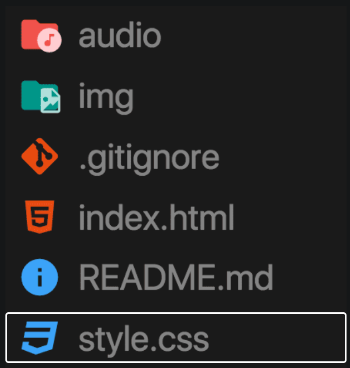 audio
img
.gitignore
index.html
README.md
style.css